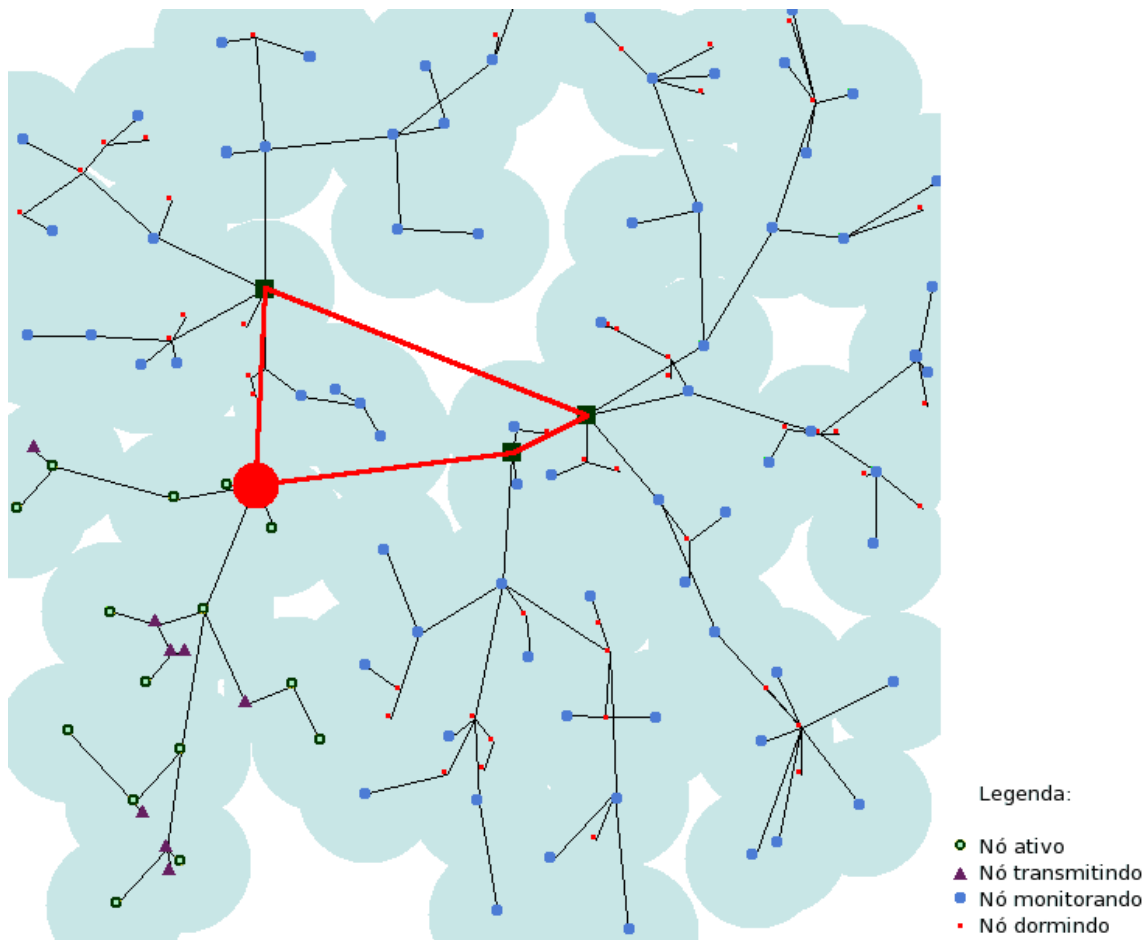 Legenda:
Nó ativo
Nó transmitindo
Nó monitorando
Nó dormindo